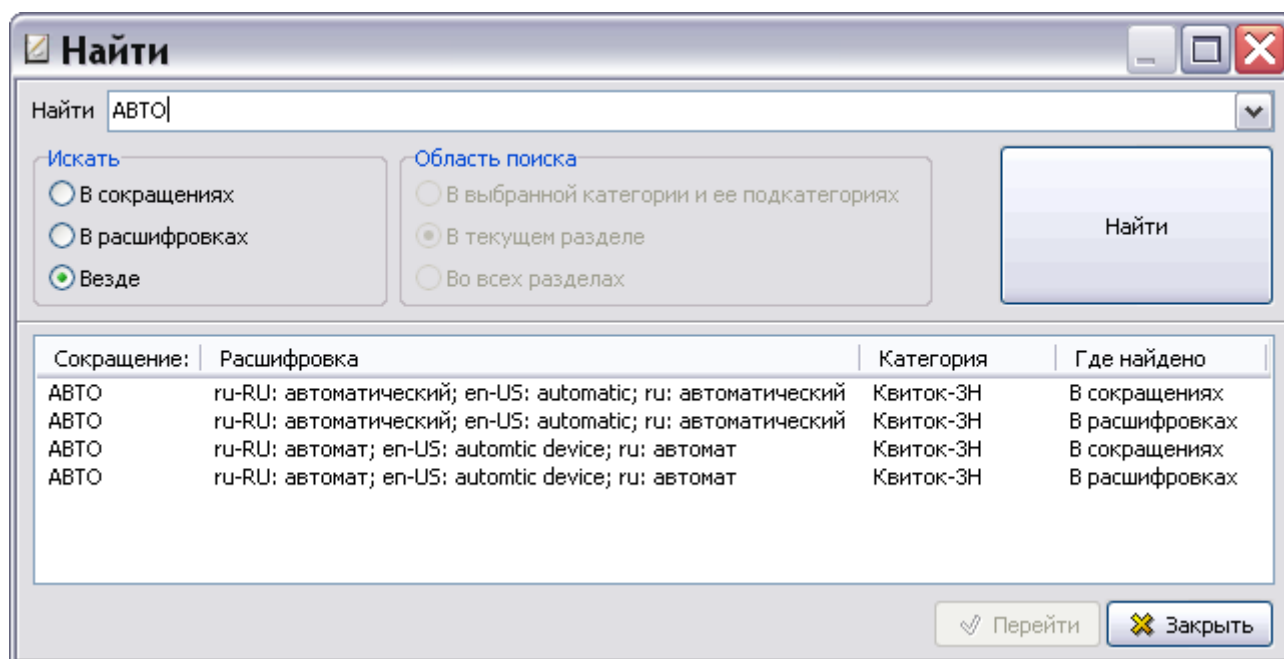 Найти
Найти АВТО
Искать
В сокращениях
В расшифровках
Везде
Область поиска
В выбранной категории и ее подкатегориях
В текущем разделе
Во всех разделах
Найти
Сокращение: Расшифровка Категория Где найдено
АВТО ru-RU: автоматический; en-US: automatic; ru: автоматический Квиток-3Н В сокращениях
АВТО ru-RU: автоматический; en-US: automatic; ru: автоматический Квиток-3Н В расшифровках
АВТО ru-RU: автомат; en-US: automtic device; ru: автомат Квиток-3Н В сокращениях
АВТО ru-RU: автомат; en-US: automtic device; ru: автомат Квиток-3Н В расшифровках
Перейти Закрыть